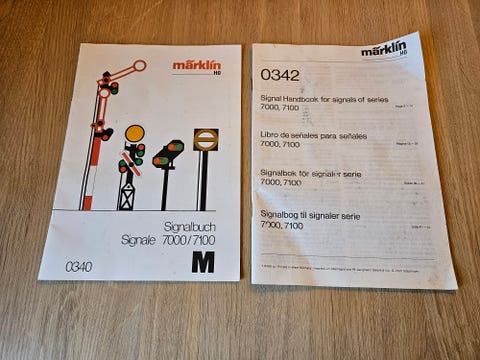 märklin
H0
Signalbuch
Signale 7000/7100
M
0340
märklin
H0
0342
Signal Handbook for signals of series
7000, 7100
Libro de señales para señales
7000, 7100
Signalbok för signaler serie
7000, 7100
Signalbog til signaler serie
7000, 7100